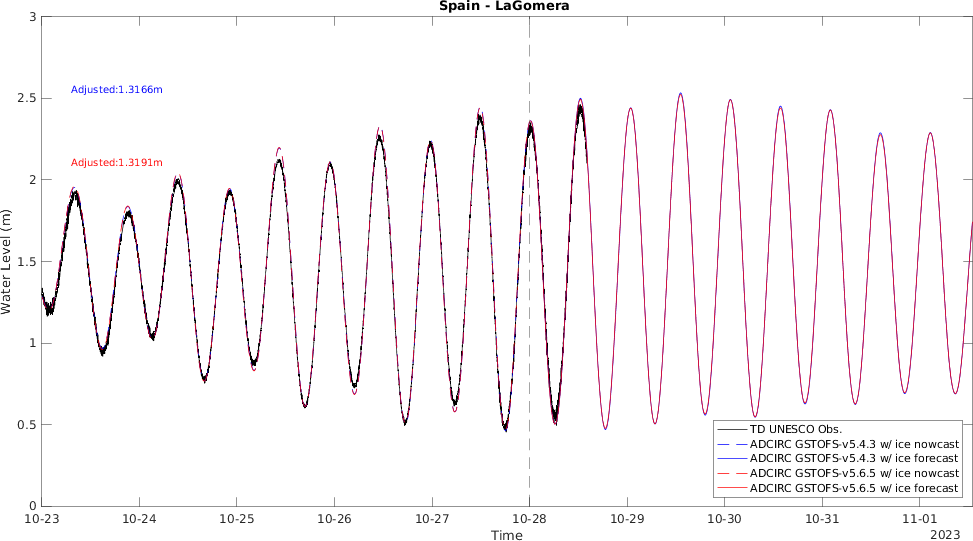 Spain - LaGomera
3
2.5
2
1.5
1
0.5
0
Water Level (m)
Adjusted:1.3166m
Adjusted:1.3191m
TD UNESCO Obs.
ADCIRC GSTOFS-v5.4.3 w/ ice nowcast
ADCIRC GSTOFS-v5.4.3 w/ ice forecast
ADCIRC GSTOFS-v5.6.5 w/ ice nowcast
ADCIRC GSTOFS-v5.6.5 w/ ice forecast
10-23 10-24 10-25 10-26 10-27 10-28 10-29 10-30 10-31 11-01
Time
2023